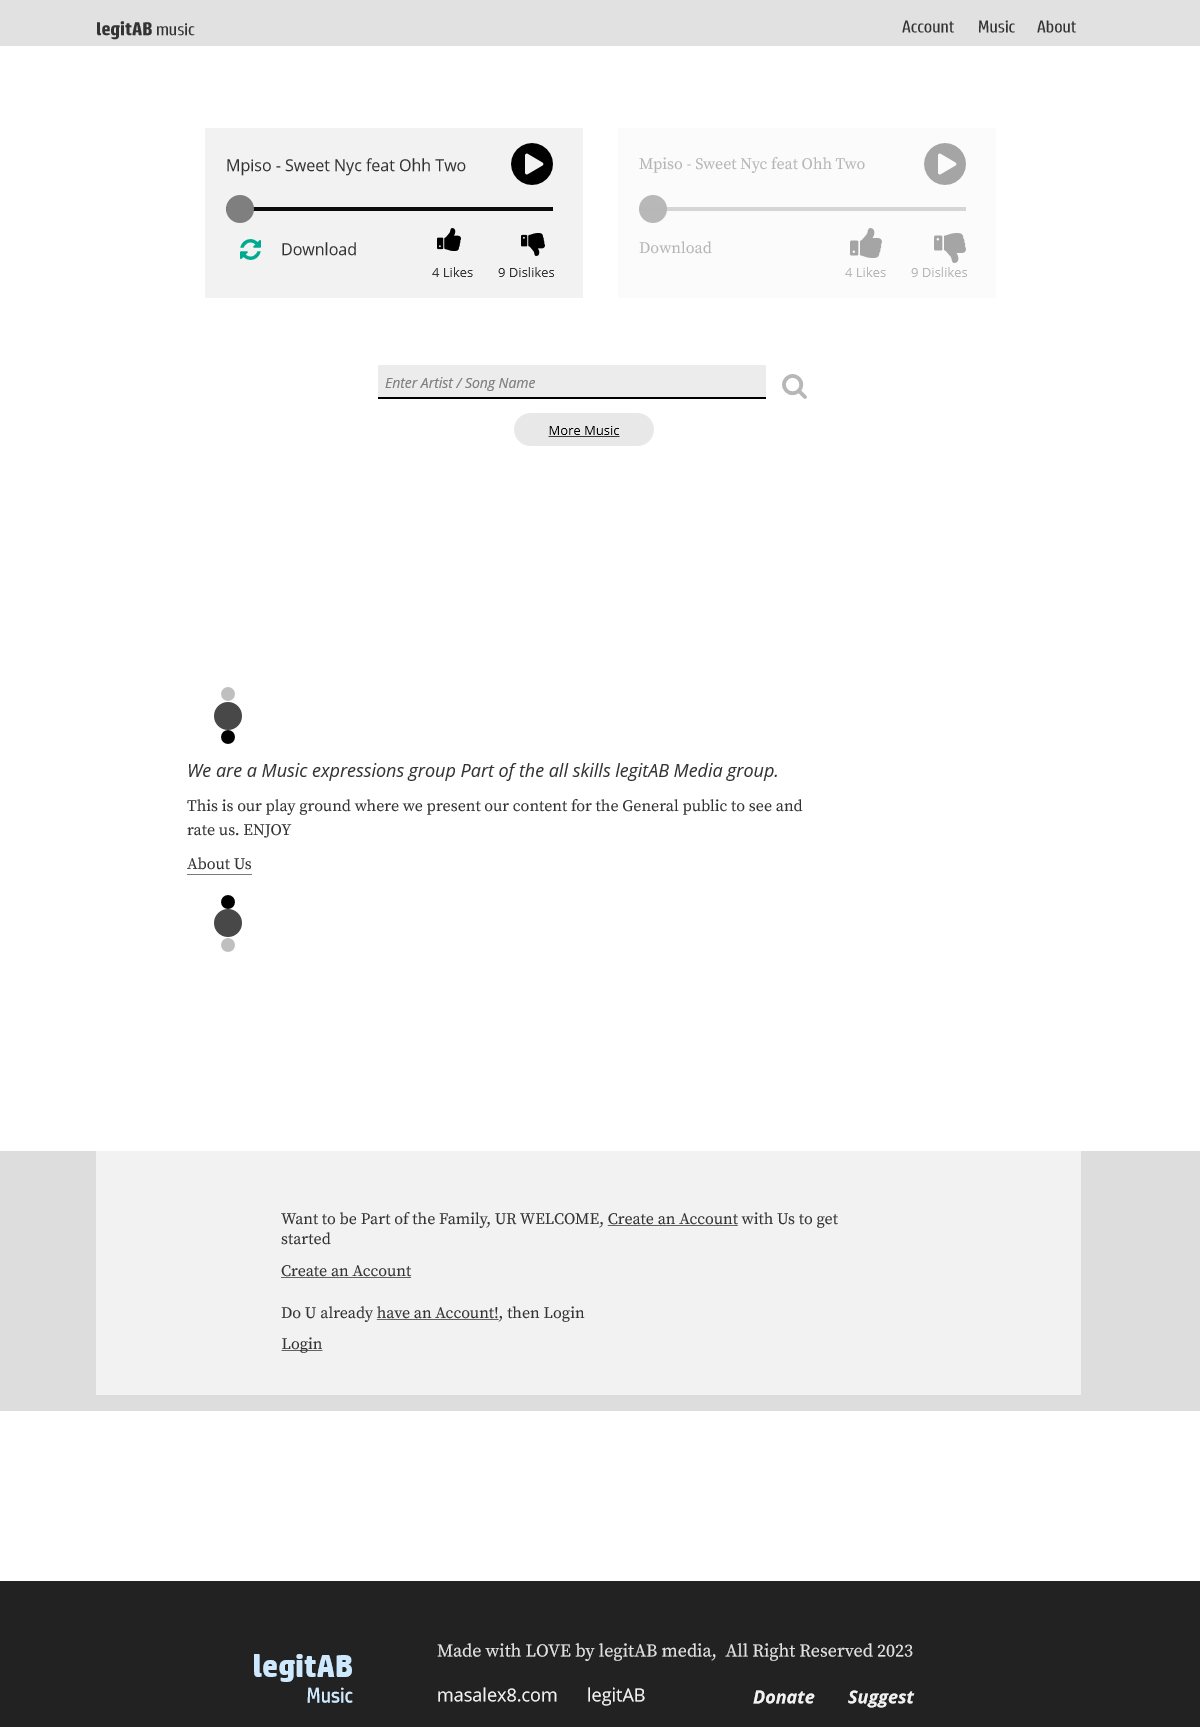 legitAB music
Account Music About
Mpiso - Sweet Nyc feat Ohh Two
Download
4 Likes 9 Dislikes
Mpiso - Sweet Nyc feat Ohh Two
Download
4 Likes 9 Dislikes
Enter Artist / Song Name
More Music
We are a Music expressions group Part of the all skills legitAB Media group.
This is our play ground where we present our content for the General public to see and
rate us. ENJOY
About Us
Want to be Part of the Family, UR WELCOME, Create an Account with Us to get
started
Create an Account
Do U already have an Account!, then Login
Login
legitAB
Music
Made with LOVE by legitAB media, All Right Reserved 2023
masalex8.com legitAB Donate Suggest